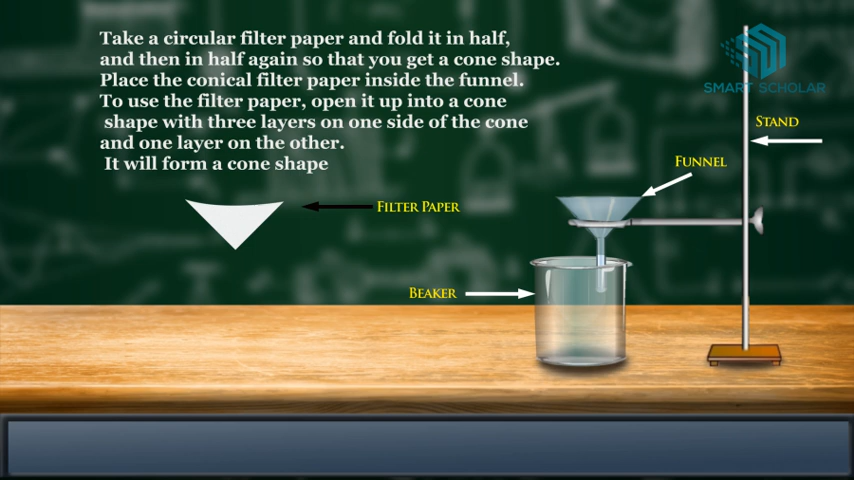 Take a circular filter paper and fold it in half,
and then in half again so that you get a cone shape.
Place the conical filter paper inside the funnel.
To use the filter paper, open it up into a cone
shape with three layers on one side of the cone
and one layer on the other.
It will form a cone shape
SMART SCHOLAR
STAND
FUNNEL
FILTER PAPER
BEAKER